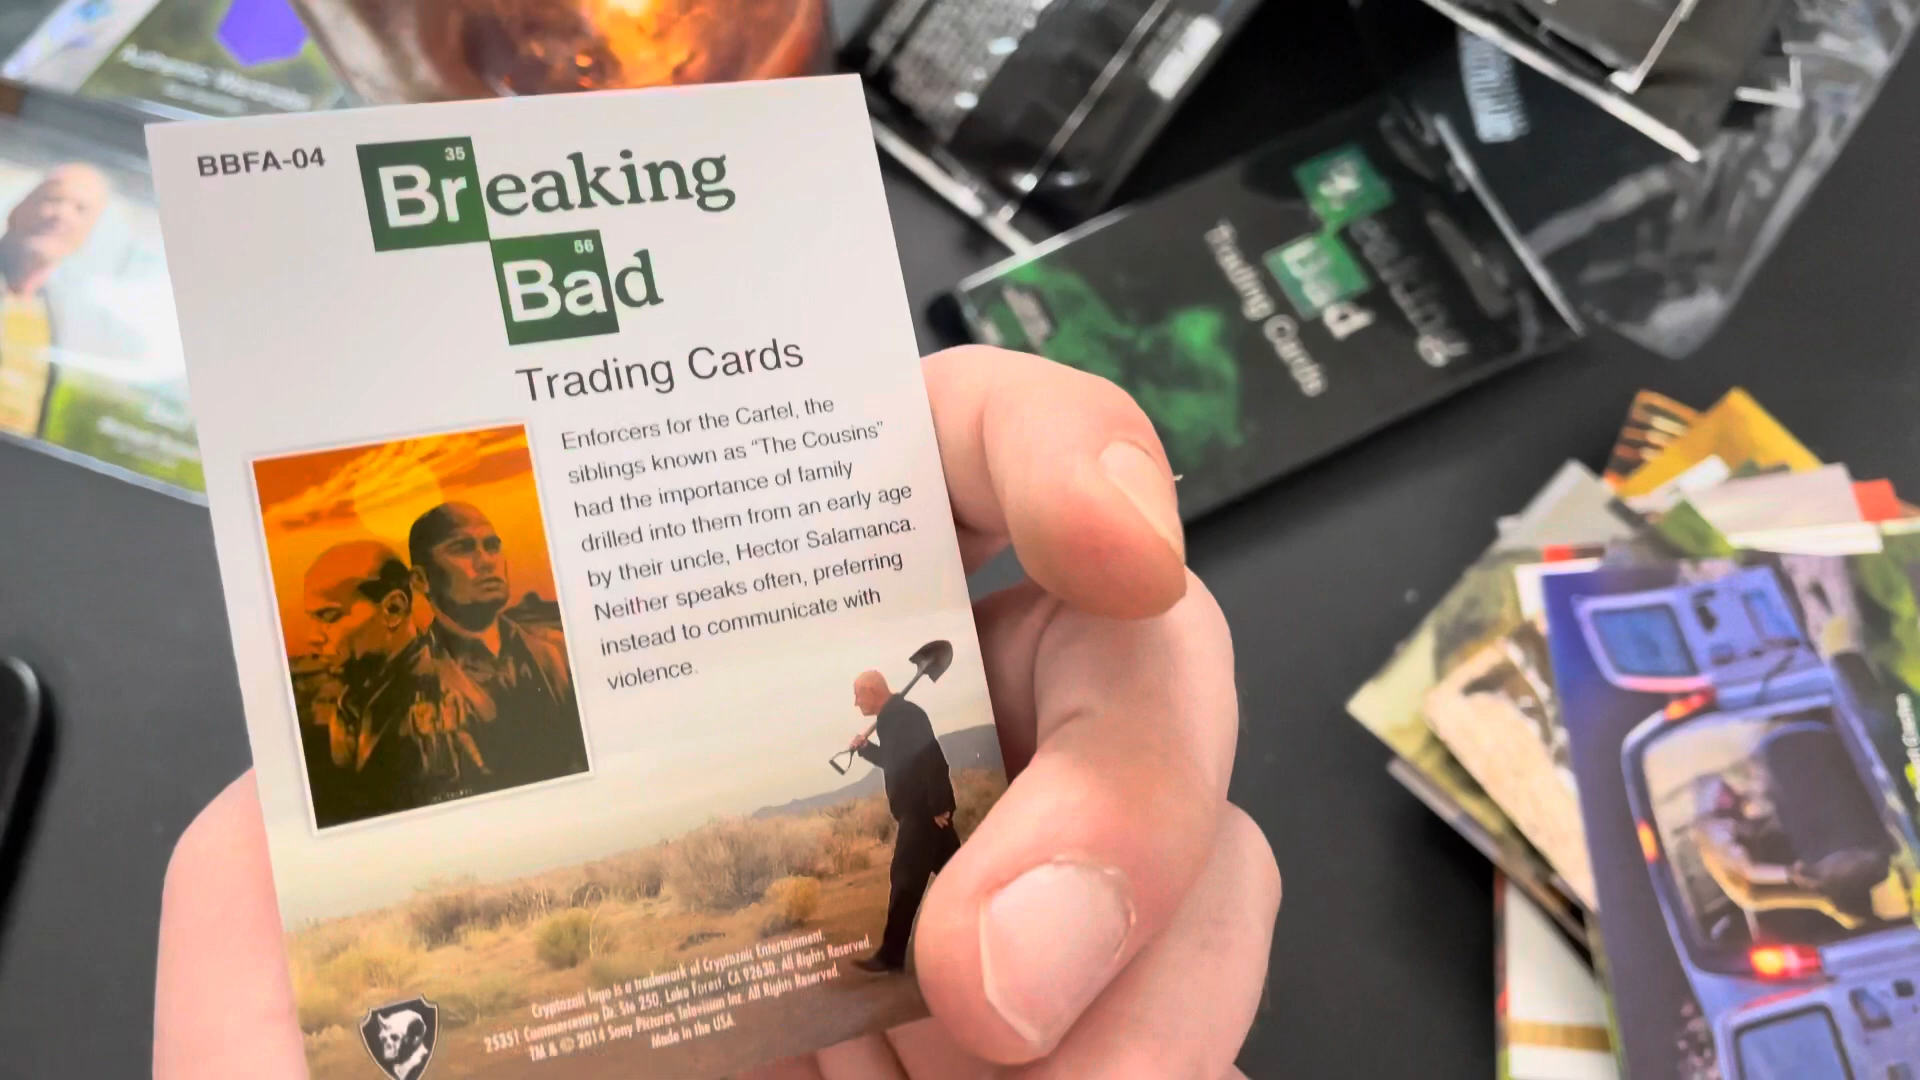 BBFA-04
35
Breaking
56
Bad
Trading Cards
Enforcers for the Cartel, the
siblings known as “The Cousins”
had the importance of family
drilled into them from an early age
by their uncle, Hector Salamanca.
Neither speaks often, preferring
instead to communicate with
violence.
Cryptozoic logo is a trademark of Cryptozoic Entertainment.
25351 Commercentre Dr. Ste 250, Lake Forest, CA 92630. All Rights Reserved.
TM & © 2014 Sony Pictures Television Inc. All Rights Reserved.
Made in the USA
Breaking
Bad
Trading Cards